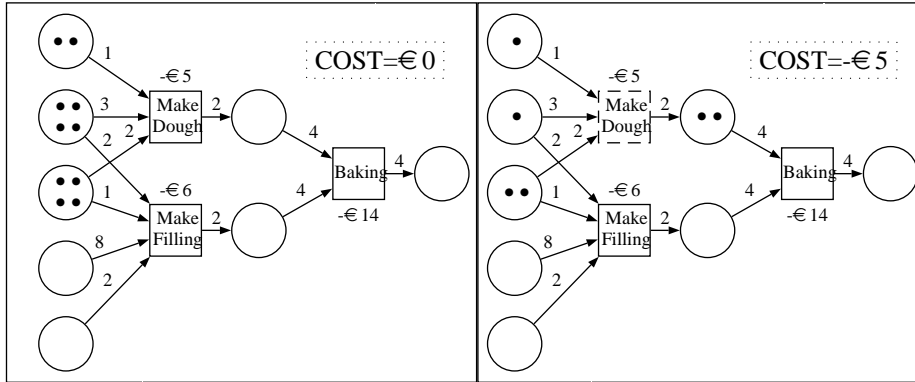 1
COST=€ 0
-€ 5
3
Make
Dough
2
2
2
4
Baking
4
-€ 14
1
-€ 6
4
Make
Filling
2
8
2
1
COST=-€ 5
-€ 5
3
Make
Dough
2
2
2
4
Baking
4
-€ 14
1
-€ 6
4
Make
Filling
2
8
2